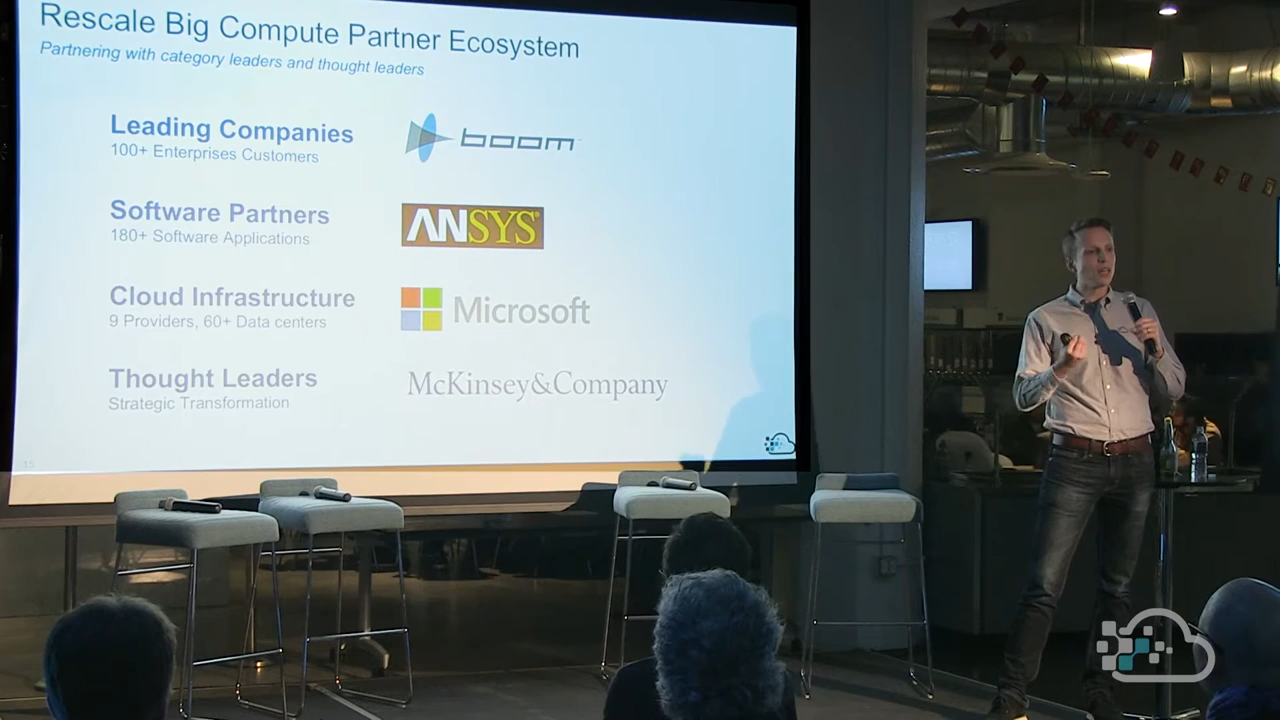 Rescale Big Compute Partner Ecosystem
Partnering with category leaders and thought leaders
Leading Companies
100+ Enterprises Customers
boom
Software Partners
180+ Software Applications
ANSYS®
Cloud Infrastructure
9 Providers, 60+ Data centers
Microsoft
Thought Leaders
Strategic Transformation
McKinsey&Company
15